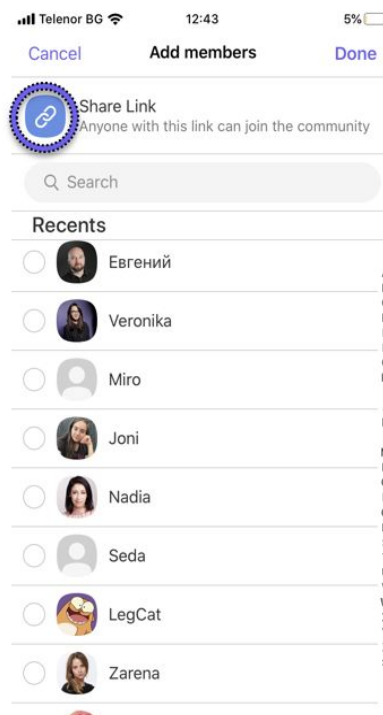 Telenor BG 12:43 5%
Cancel Add members Done
Share Link
Anyone with this link can join the community
Search
Recents
Евгений
Veronika
Miro
Joni
Nadia
Seda
LegCat
Zarena